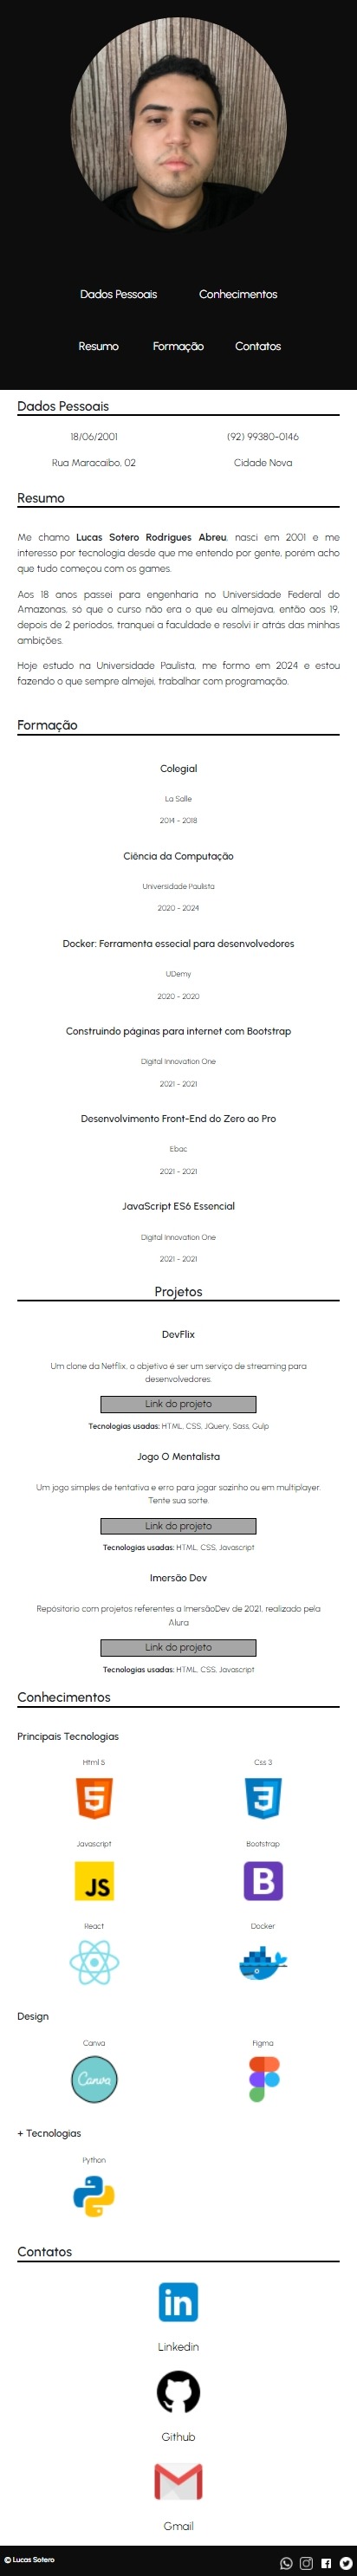 Dados Pessoais Conhecimentos
Resumo Formação Contatos
Dados Pessoais
18/06/2001 (92) 99380-0146
Rua Maracaibo, 02 Cidade Nova
Resumo
Me chamo Lucas Sotero Rodrigues Abreu, nasci em 2001 e me
interesso por tecnologia desde que me entendo por gente, porém acho
que tudo começou com os games.
Aos 18 anos passei para engenharia no Universidade Federal do
Amazonas, só que o curso não era o que eu almejava, então aos 19,
depois de 2 períodos, tranquei a faculdade e resolvi ir atrás das minhas
ambições.
Hoje estudo na Universidade Paulista, me formo em 2024 e estou
fazendo o que sempre almejei, trabalhar com programação.
Formação
Colegial
La Salle
2014 - 2018
Ciência da Computação
Universidade Paulista
2020 - 2024
Docker: Ferramenta essecial para desenvolvedores
UDemy
2020 - 2020
Construindo páginas para internet com Bootstrap
Digital Innovation One
2021 - 2021
Desenvolvimento Front-End do Zero ao Pro
Ebac
2021 - 2021
JavaScript ES6 Essencial
Digital Innovation One
2021 - 2021
Projetos
DevFlix
Um clone da Netflix, o objetivo é ser um serviço de streaming para
desenvolvedores.
Link do projeto
Tecnologias usadas: HTML, CSS, JQuery, Sass, Gulp
Jogo O Mentalista
Um jogo simples de tentativa e erro para jogar sozinho ou em multiplayer.
Tente sua sorte.
Link do projeto
Tecnologias usadas: HTML, CSS, Javascript
Imersão Dev
Repósitorio com projetos referentes a ImersãoDev de 2021, realizado pela
Alura
Link do projeto
Tecnologias usadas: HTML, CSS, Javascript
Conhecimentos
Principais Tecnologias
Html 5 Css 3
5 3
Javascript Bootstrap
JS B
React Docker
Design
Canva Figma
Canva
+ Tecnologias
Python
Contatos
in
Linkedin
Github
Gmail
© Lucas Sotero